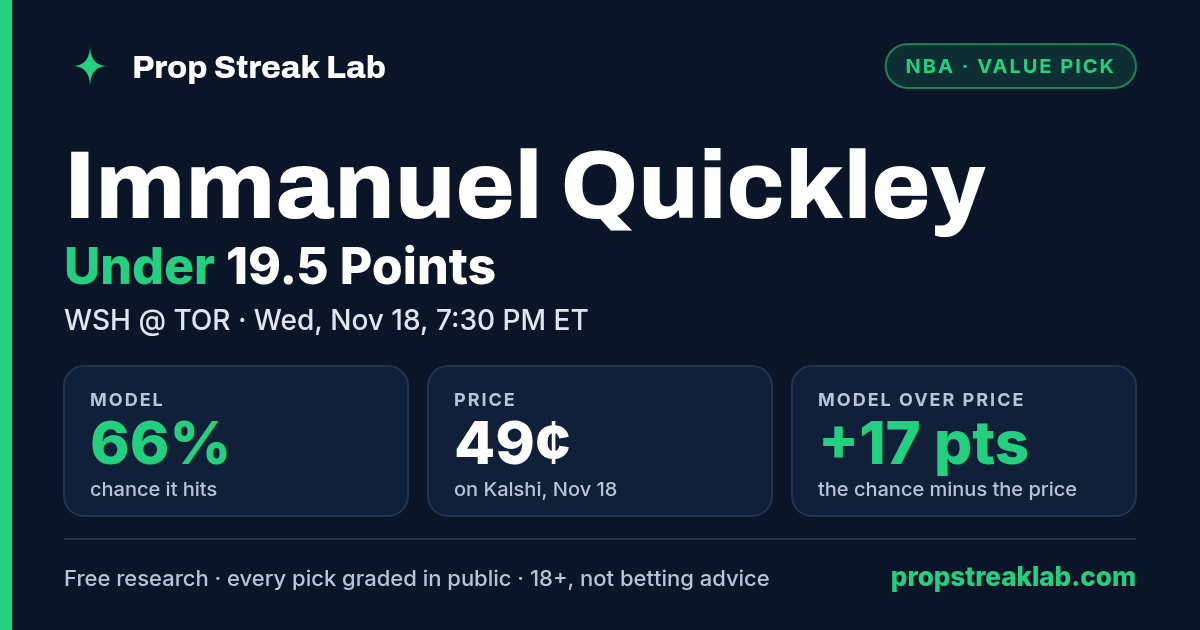 Prop Streak Lab
NBA · VALUE PICK
Immanuel Quickley
Under 19.5 Points
WSH @ TOR · Wed, Nov 18, 7:30 PM ET
MODEL
66%
chance it hits
PRICE
49¢
on Kalshi, Nov 18
MODEL OVER PRICE
+17 pts
the chance minus the price
Free research · every pick graded in public · 18+, not betting advice
propstreaklab.com